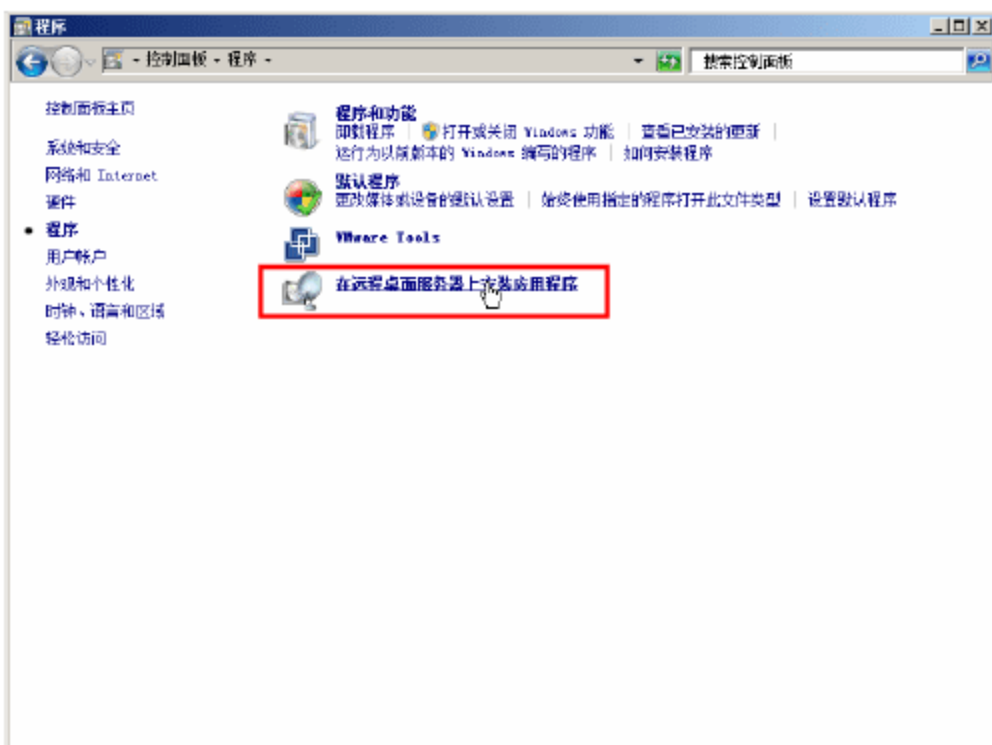 程序
控制面板 - 程序 -
搜索控制面板
控制面板主页
系统和安全
网络和 Internet
硬件
程序
用户帐户
外观和个性化
时钟、语言和区域
轻松访问
程序和功能
卸载程序 | 打开或关闭 Windows 功能 | 查看已安装的更新 |
运行为以前版本的 Windows 编写的程序 | 如何安装程序
默认程序
更改媒体或设备的默认设置 | 始终使用指定的程序打开此文件类型 | 设置默认程序
VMware Tools
在远程桌面服务器上安装应用程序